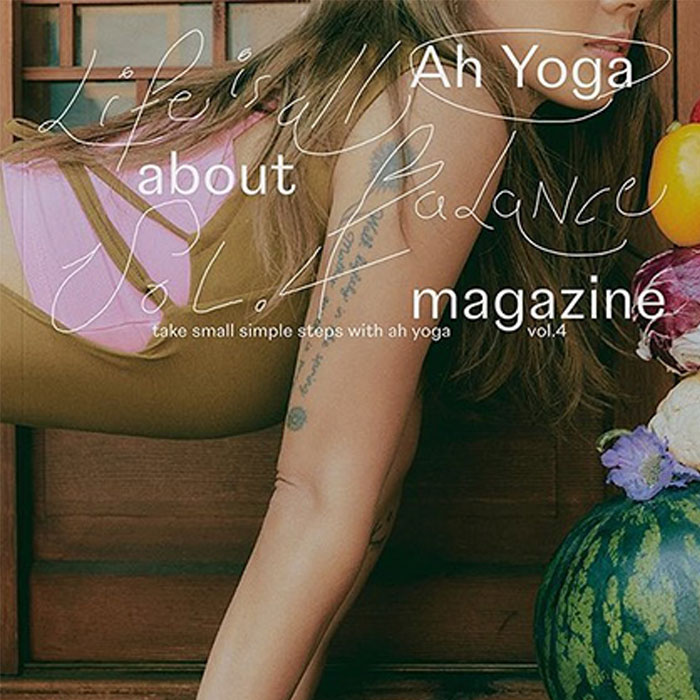 Life is all
Ah Yoga
about
Balance
Vol.4
magazine
take small simple steps with ah yoga
vol.4